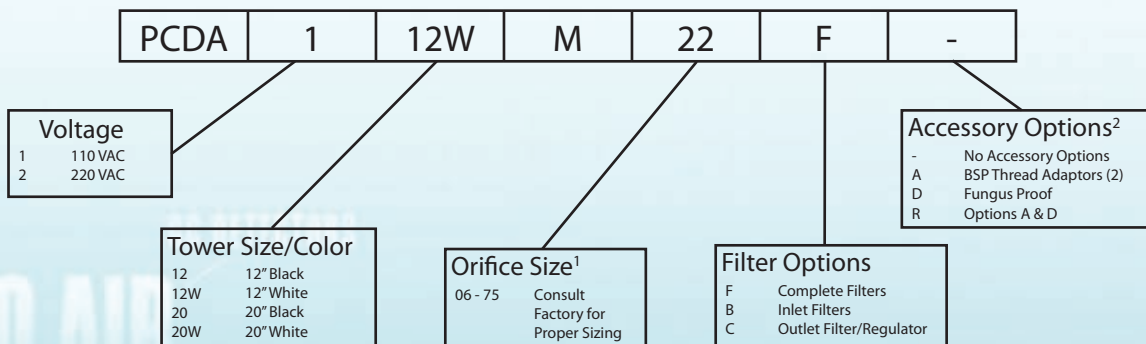 PCDA 1 12W M 22 F -
Voltage
1 110 VAC
2 220 VAC
Tower Size/Color
12 12" Black
12W 12" White
20 20" Black
20W 20" White
Orifice Size¹
06 - 75 Consult
Factory for
Proper Sizing
Filter Options
F Complete Filters
B Inlet Filters
C Outlet Filter/Regulator
Accessory Options²
- No Accessory Options
A BSP Thread Adaptors (2)
D Fungus Proof
R Options A & D